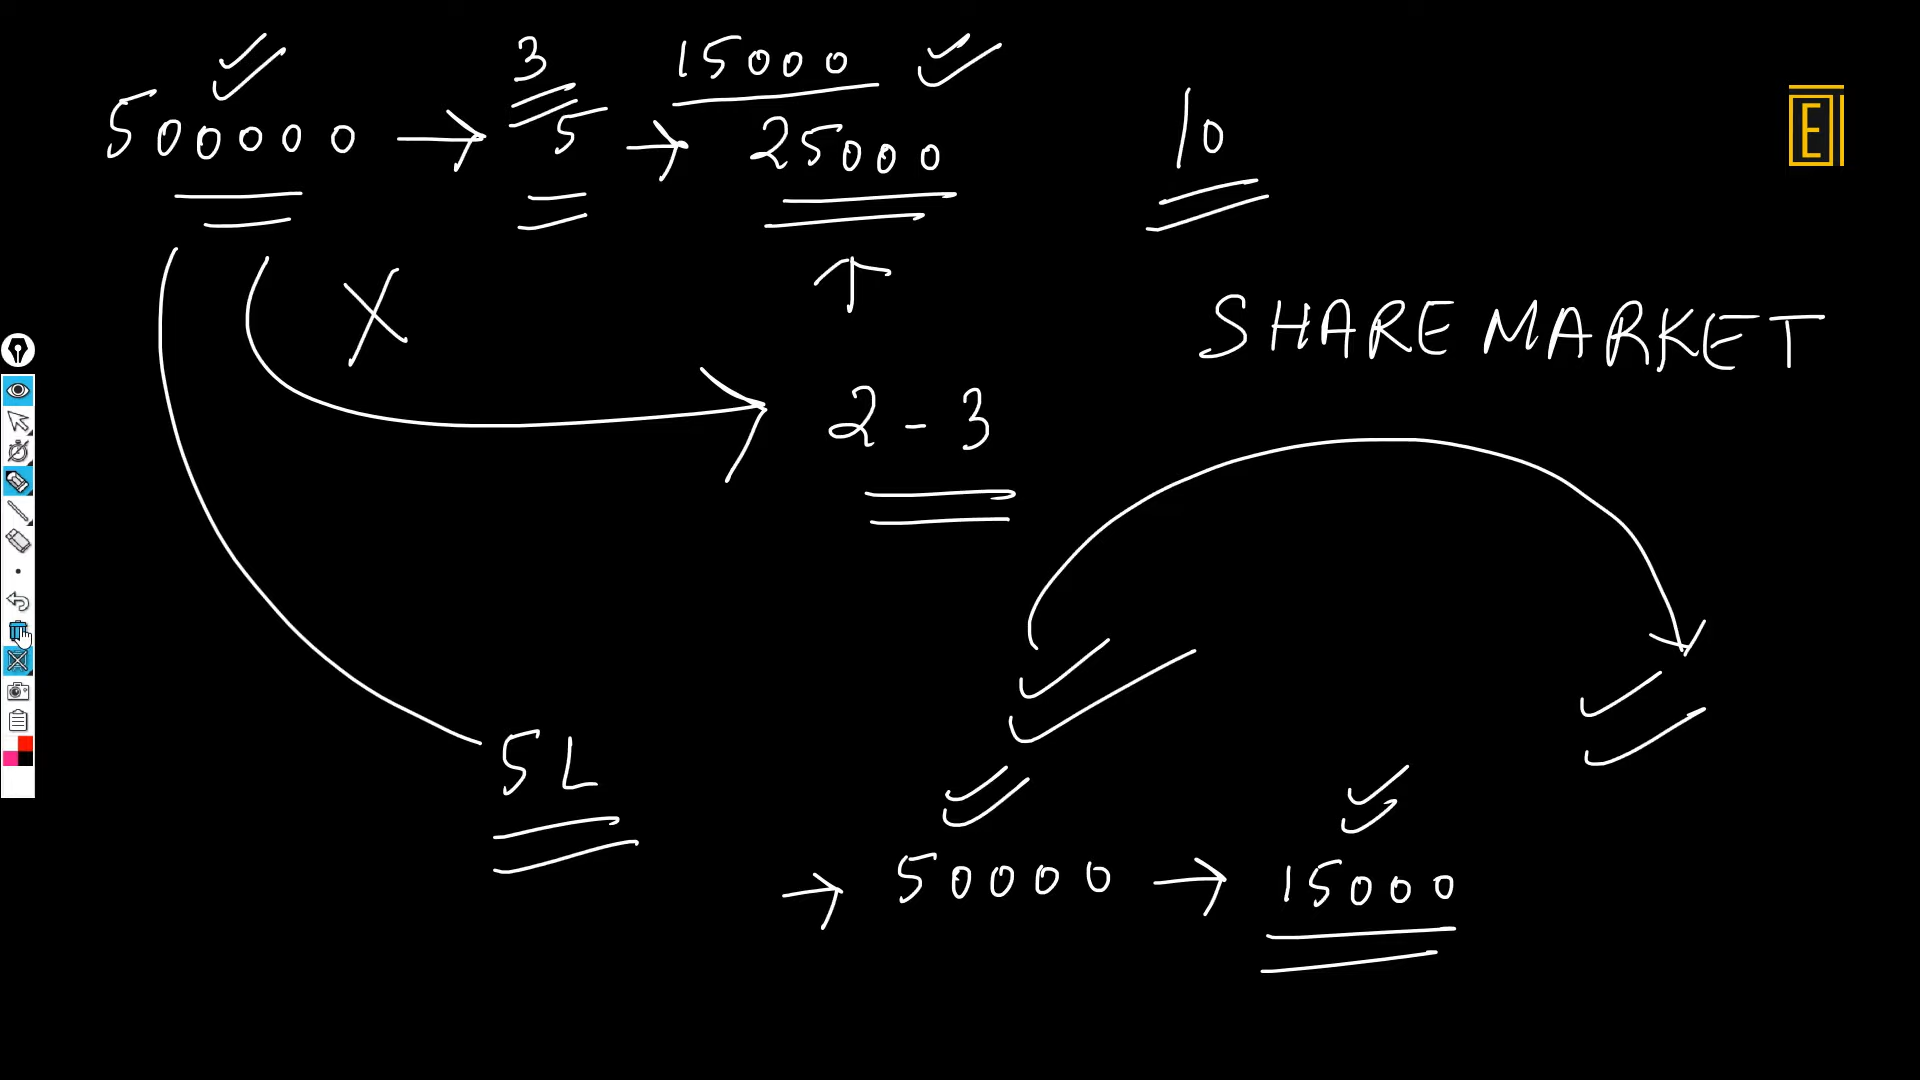 3 15000
500000 → 5 → 25000 10
E
SHARE MARKET
X
2 - 3
5L
→ 50000 → 15000